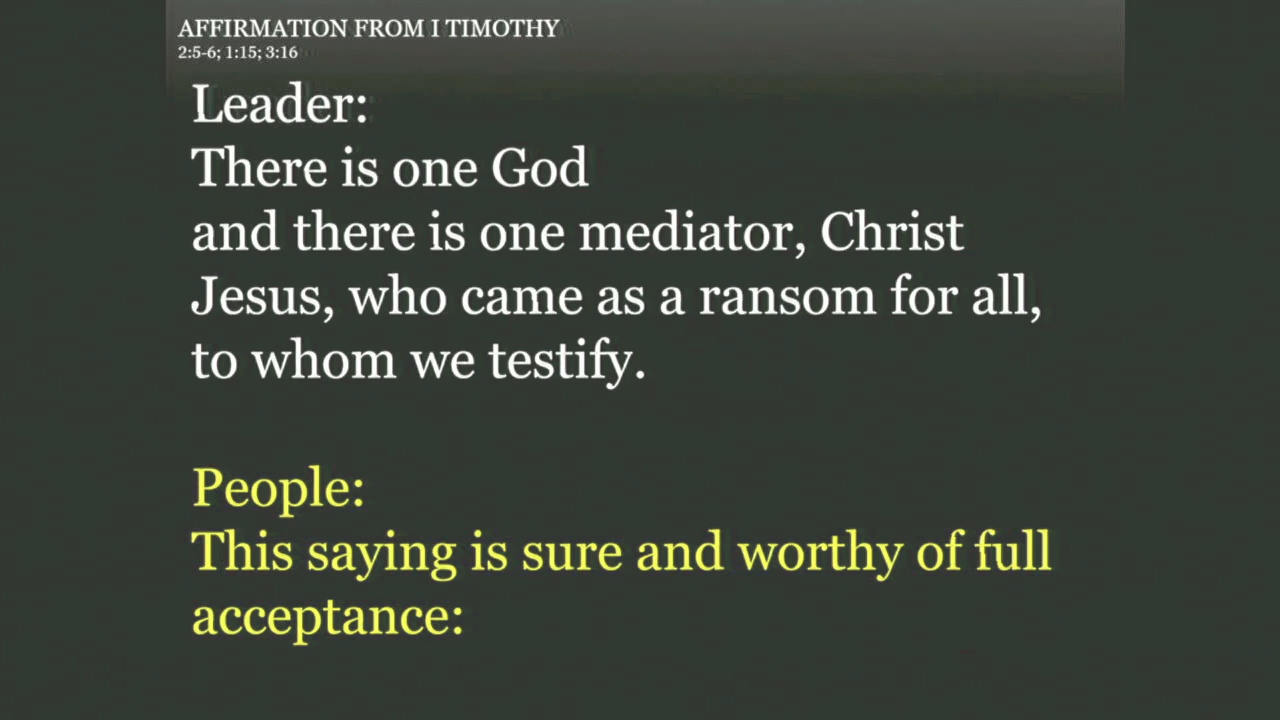 AFFIRMATION FROM I TIMOTHY
2:5-6; 1:15; 3:16
Leader:
There is one God
and there is one mediator, Christ
Jesus, who came as a ransom for all,
to whom we testify.
People:
This saying is sure and worthy of full
acceptance: